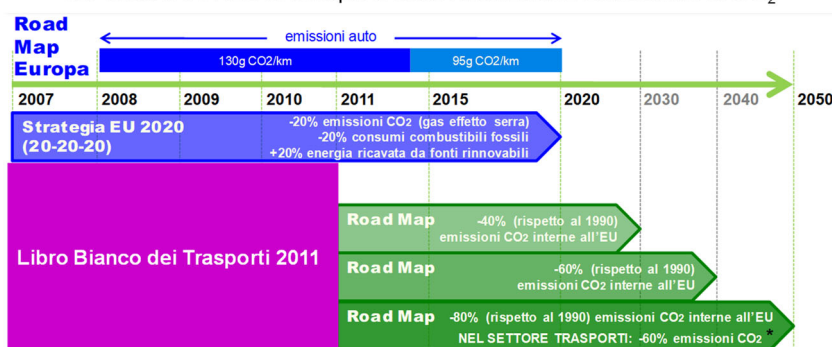 2
Road
Map
Europa
emissioni auto
130g CO2/km
95g CO2/km
2007 2008 2009 2010 2011 2015 2020 2030 2040 2050
Strategia EU 2020
(20-20-20)
-20% emissioni CO2 (gas effetto serra)
-20% consumi combustibili fossili
+20% energia ricavata da fonti rinnovabili
Libro Bianco dei Trasporti 2011
Road Map -40% (rispetto al 1990)
emissioni CO2 interne all'EU
Road Map -60% (rispetto al 1990)
emissioni CO2 interne all'EU
Road Map -80% (rispetto al 1990) emissioni CO2 interne all'EU
NEL SETTORE TRASPORTI: -60% emissioni CO2 *